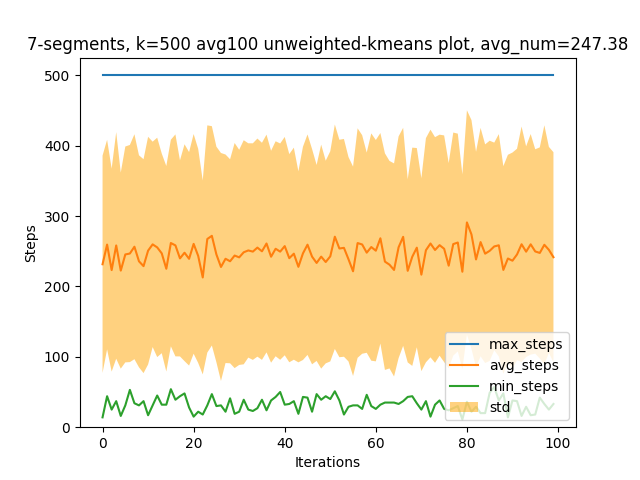 7-segments, k=500 avg100 unweighted-kmeans plot, avg_num=247.38
500
400
300
200
100
0
Steps
max_steps
avg_steps
min_steps
std
0 20 40 60 80 100
Iterations